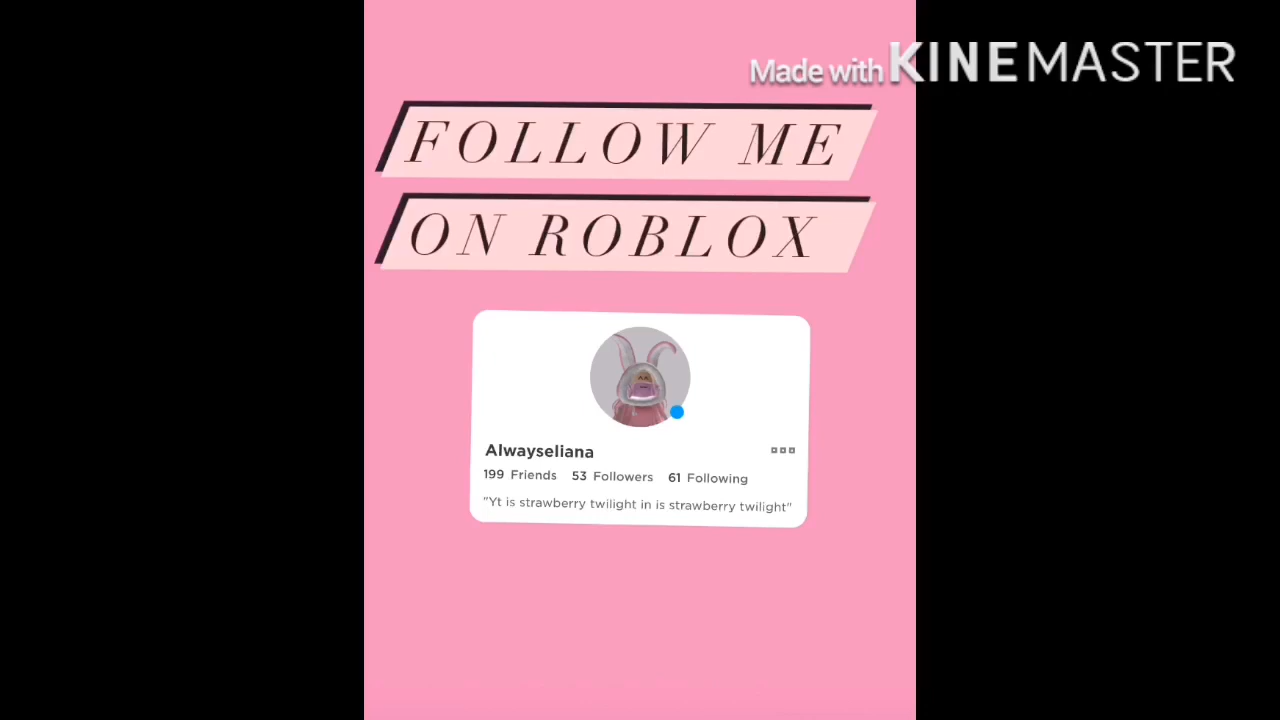 Made with KINEMASTER
FOLLOW ME
ON ROBLOX
Alwayseliana
199 Friends 53 Followers 61 Following
"Yt is strawberry twilight in is strawberry twilight"